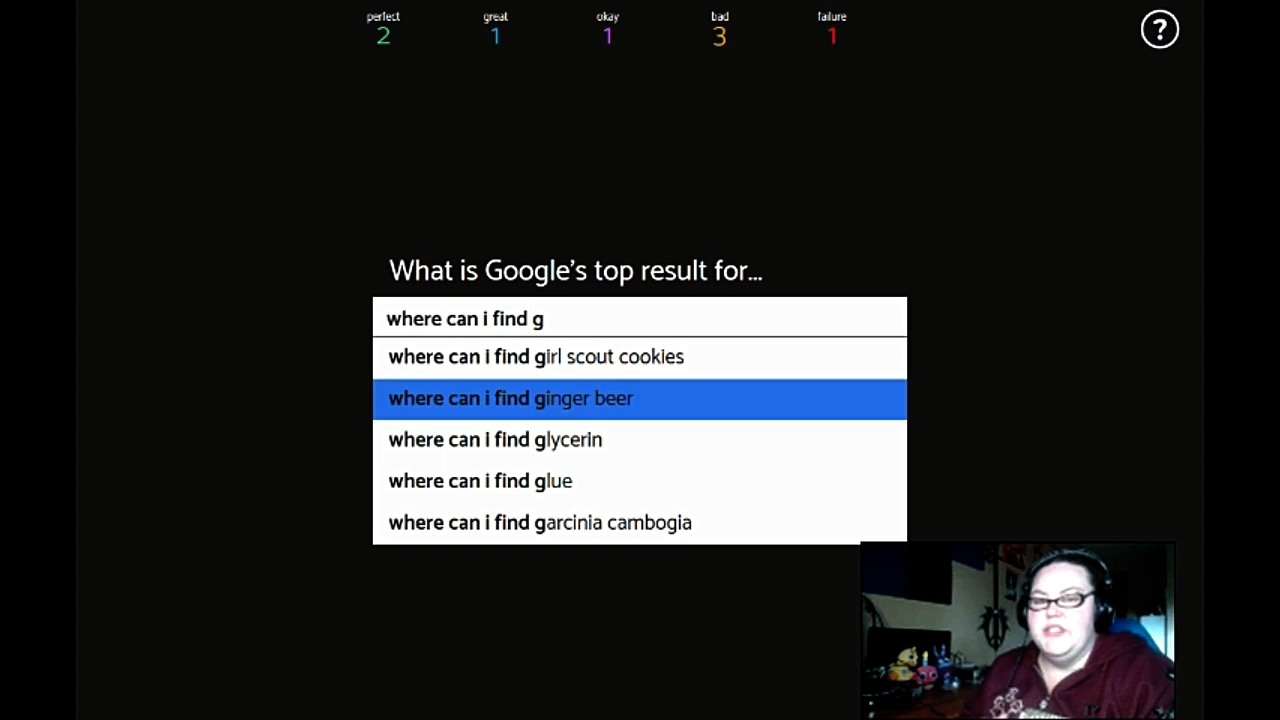 perfect great okay bad failure
2 1 1 3 1
?
What is Google's top result for...
where can i find g
where can i find girl scout cookies
where can i find ginger beer
where can i find glycerin
where can i find glue
where can i find garcinia cambogia